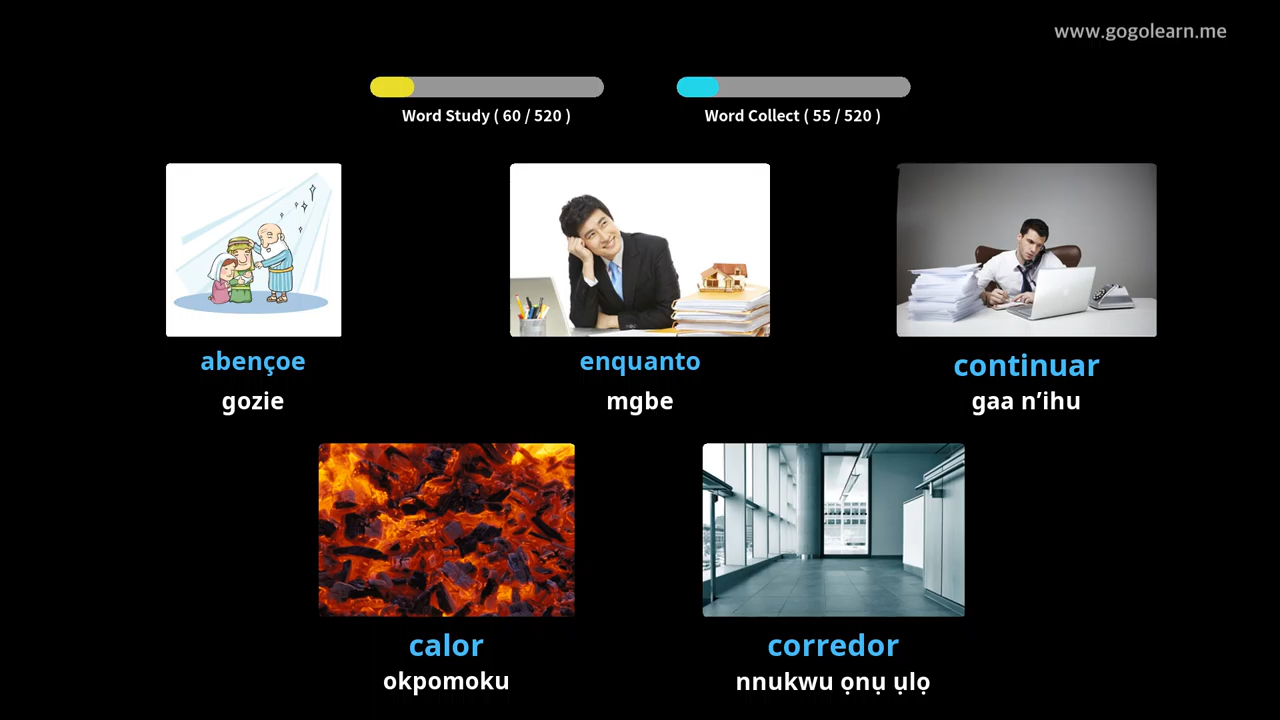 www.gogolearn.me
Word Study ( 60 / 520 )
Word Collect ( 55 / 520 )
abençoe
gozie
enquanto
mgbe
continuar
gaa n’ihu
calor
okpomoku
corredor
nnukwu ọnụ ụlọ